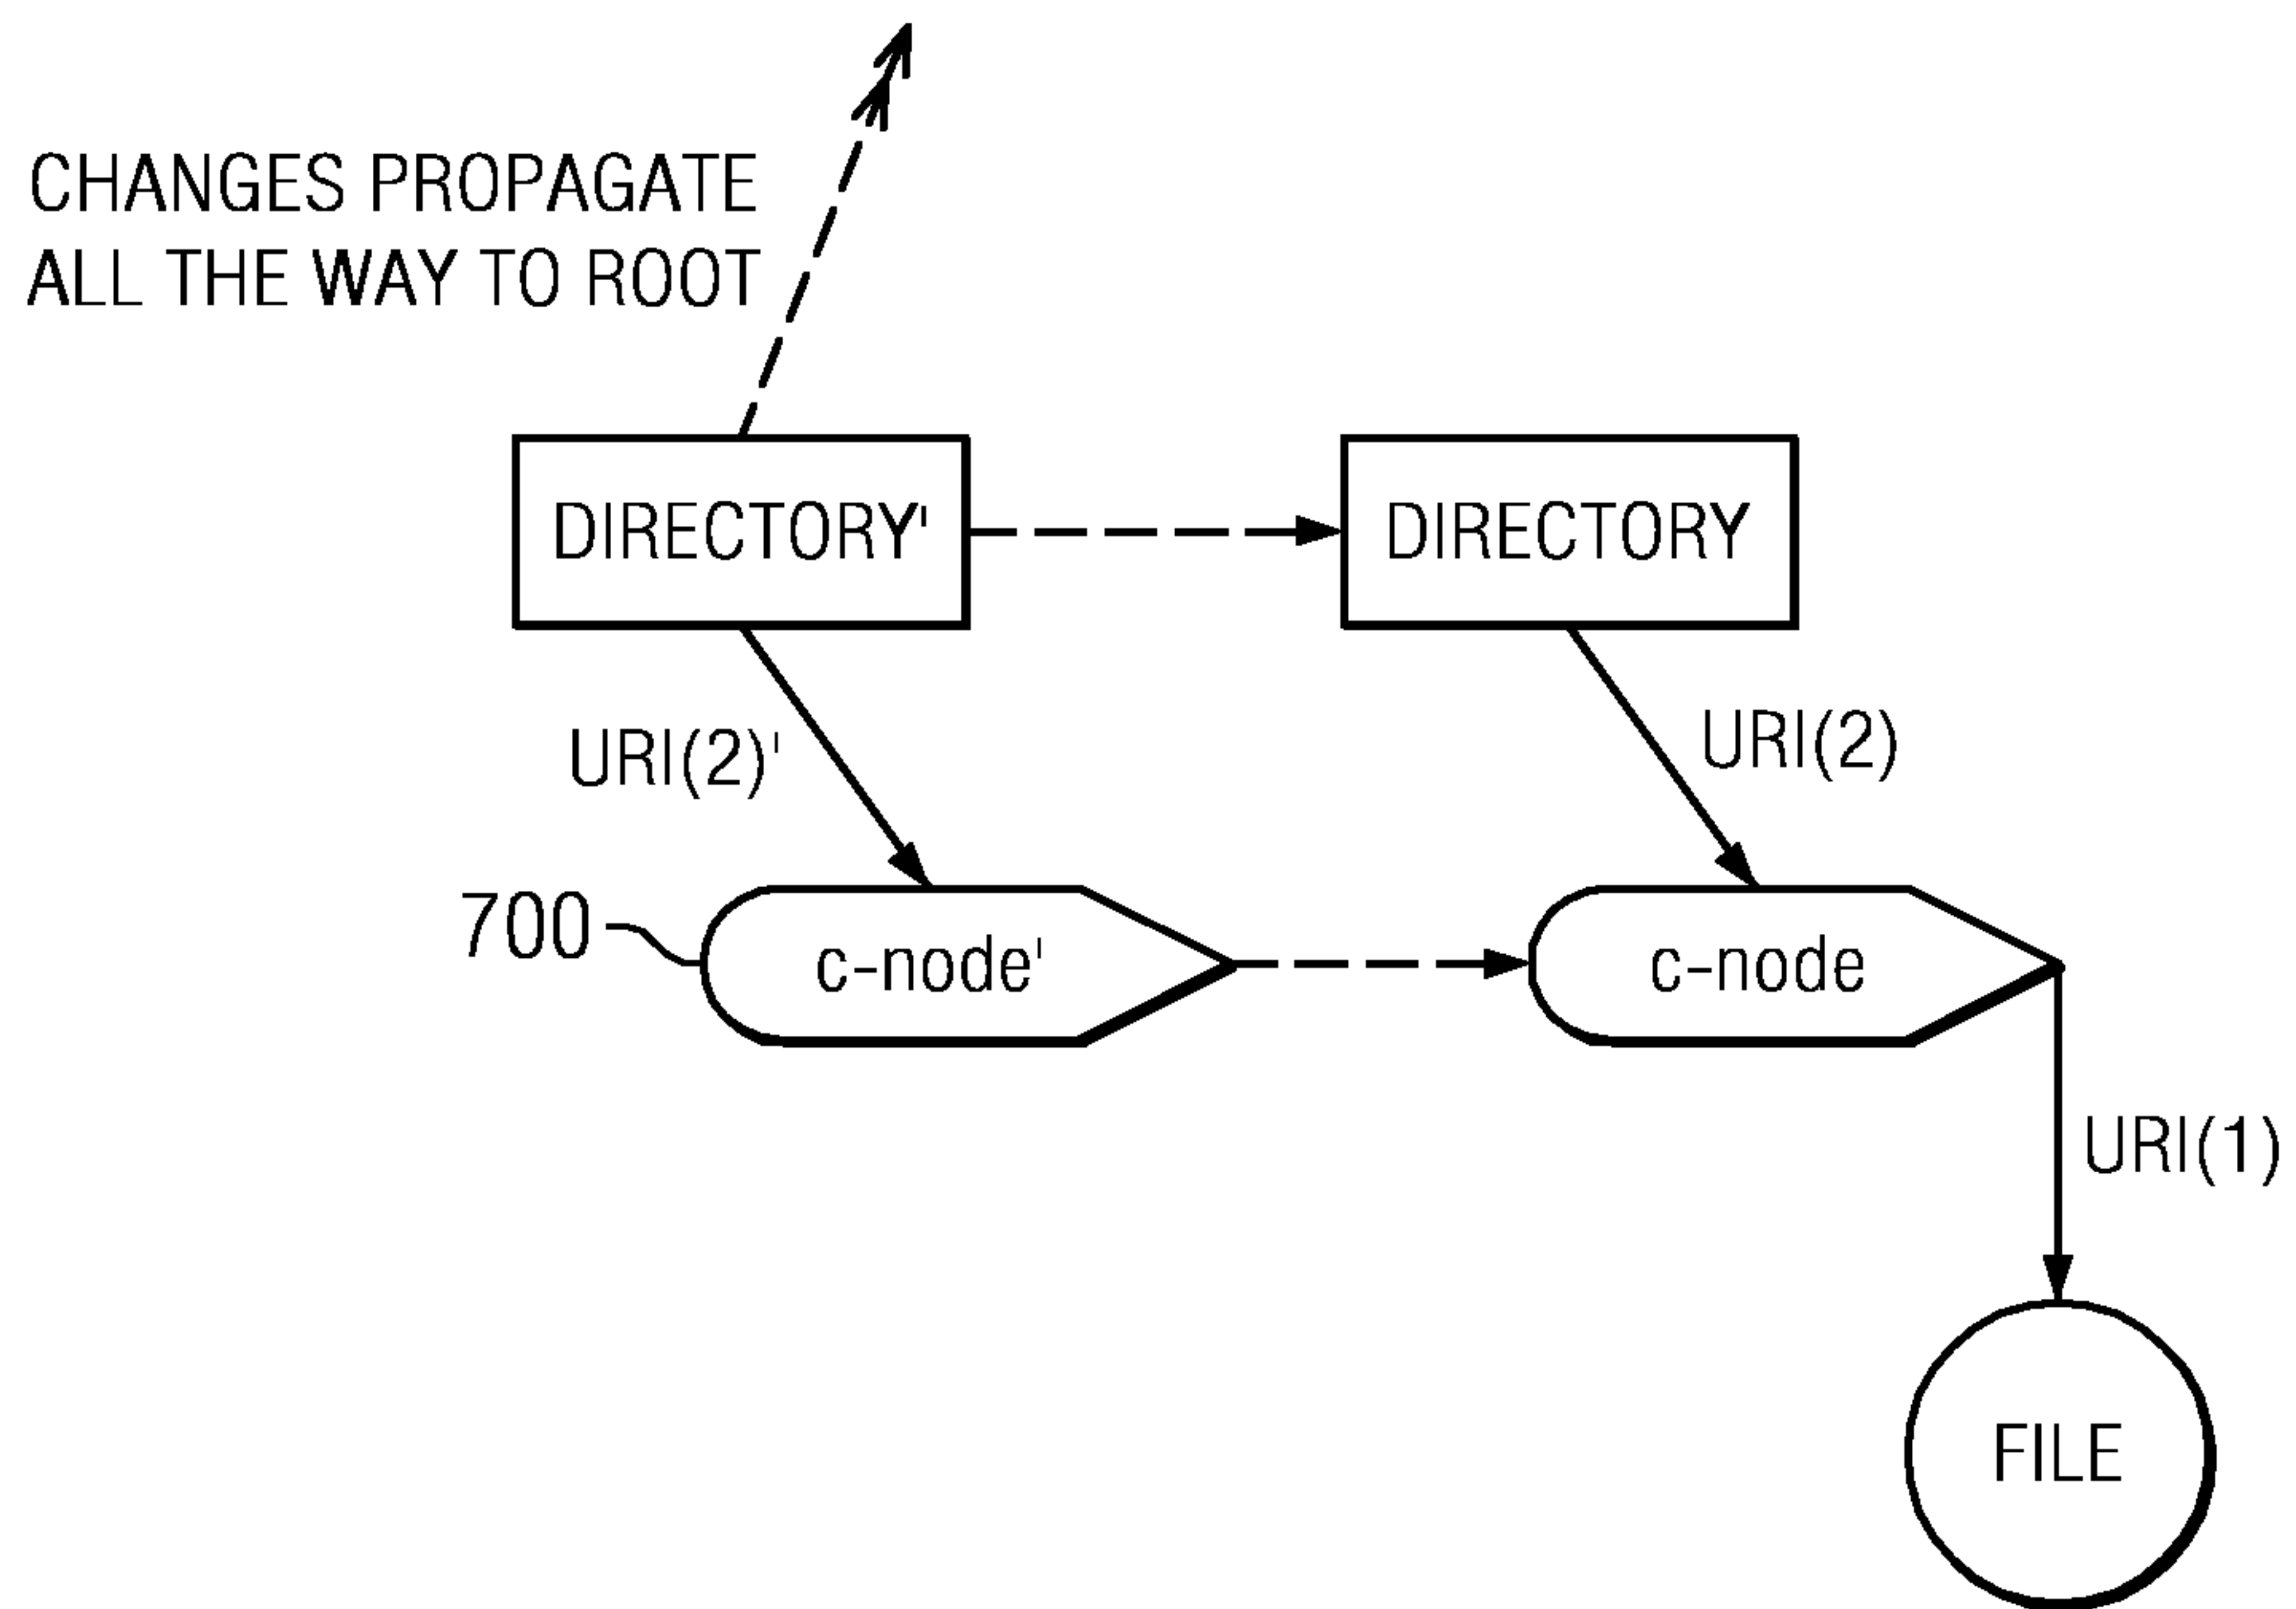 CHANGES PROPAGATE
ALL THE WAY TO ROOT
DIRECTORY'
DIRECTORY
URI(2)'
URI(2)
700
c-node'
c-node
URI(1)
FILE